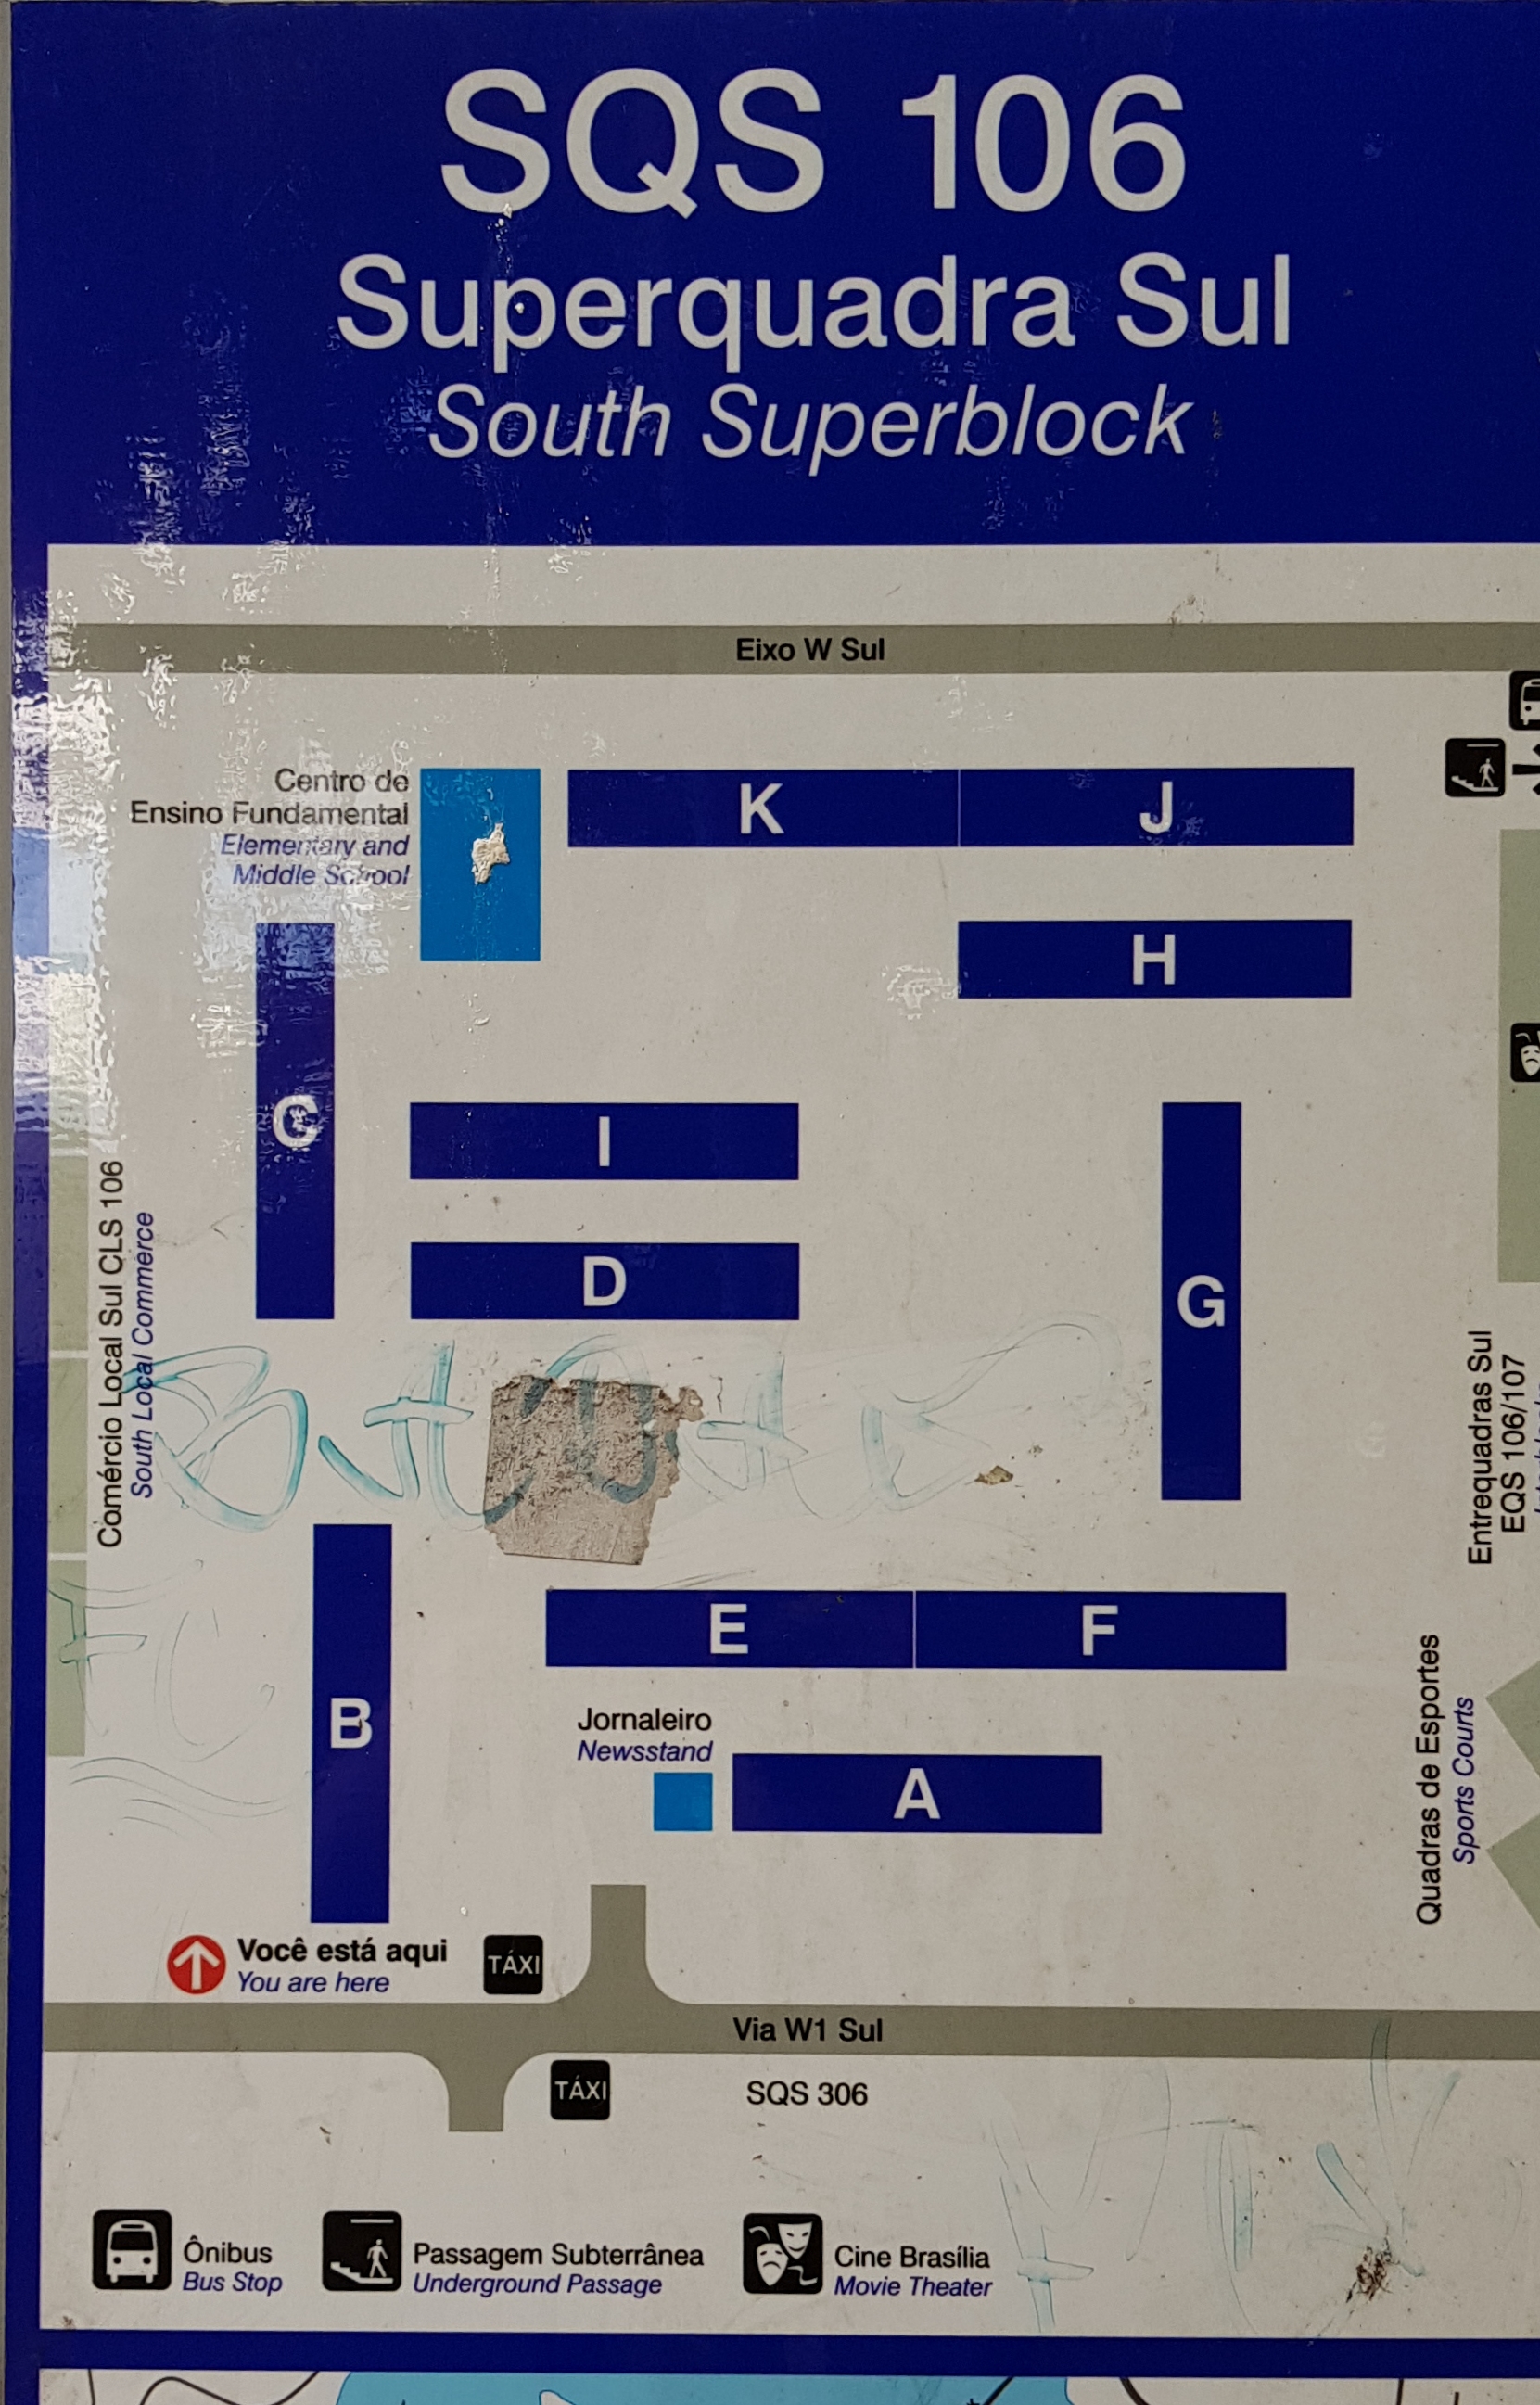 SQS 106
Superquadra Sul
South Superblock
Eixo W Sul
Centro de
Ensino Fundamental
Elementary and
Middle School
K
J
H
C
I
D
G
Comércio Local Sul CLS 106
South Local Commerce
Entrequadras Sul
EQS 106/107
E
F
B
Jornaleiro
Newsstand
A
Quadras de Esportes
Sports Courts
Você está aqui
You are here
TÁXI
Via W1 Sul
TÁXI
SQS 306
Ônibus
Bus Stop
Passagem Subterrânea
Underground Passage
Cine Brasília
Movie Theater